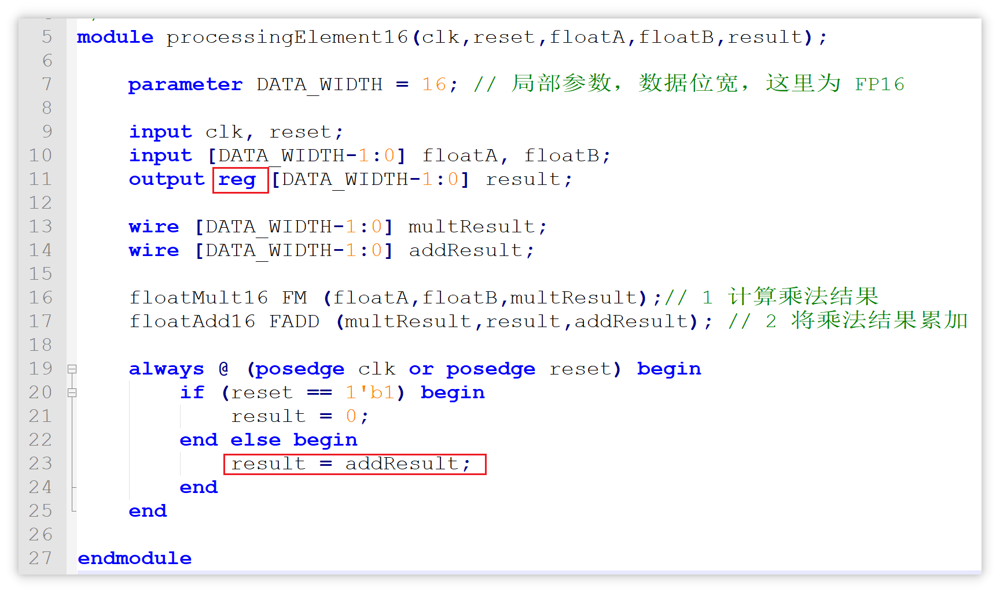 5 module processingElement16(clk,reset,floatA,floatB,result);
6
7 parameter DATA_WIDTH = 16; // 局部参数，数据位宽，这里为 FP16
8
9 input clk, reset;
10 input [DATA_WIDTH-1:0] floatA, floatB;
11 output reg [DATA_WIDTH-1:0] result;
12
13 wire [DATA_WIDTH-1:0] multResult;
14 wire [DATA_WIDTH-1:0] addResult;
15
16 floatMult16 FM (floatA,floatB,multResult);// 1 计算乘法结果
17 floatAdd16 FADD (multResult,result,addResult); // 2 将乘法结果累加
18
19 always @ (posedge clk or posedge reset) begin
20 if (reset == 1'b1) begin
21 result = 0;
22 end else begin
23 result = addResult;
24 end
25 end
26
27 endmodule